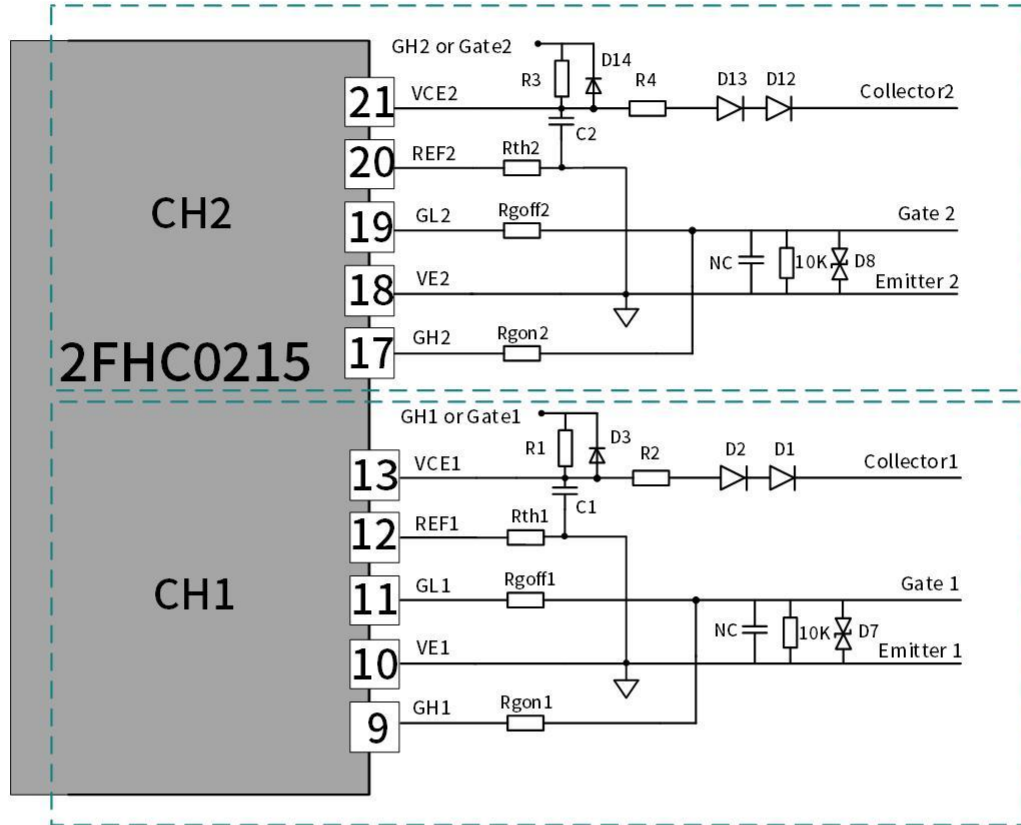 GH2 or Gate2
D14
R3
R4
D13
D12
Collector2
21
VCE2
C2
20
REF2
Rth2
CH2
19
GL2
Rgoff2
Gate 2
NC
10K
D8
18
VE2
Emitter 2
17
GH2
Rgon2
2FHC0215
GH1 or Gate1
D3
R1
R2
D2
D1
Collector1
13
VCE1
C1
12
REF1
Rth1
CH1
11
GL1
Rgoff1
Gate 1
NC
10K
D7
10
VE1
Emitter 1
9
GH1
Rgon1